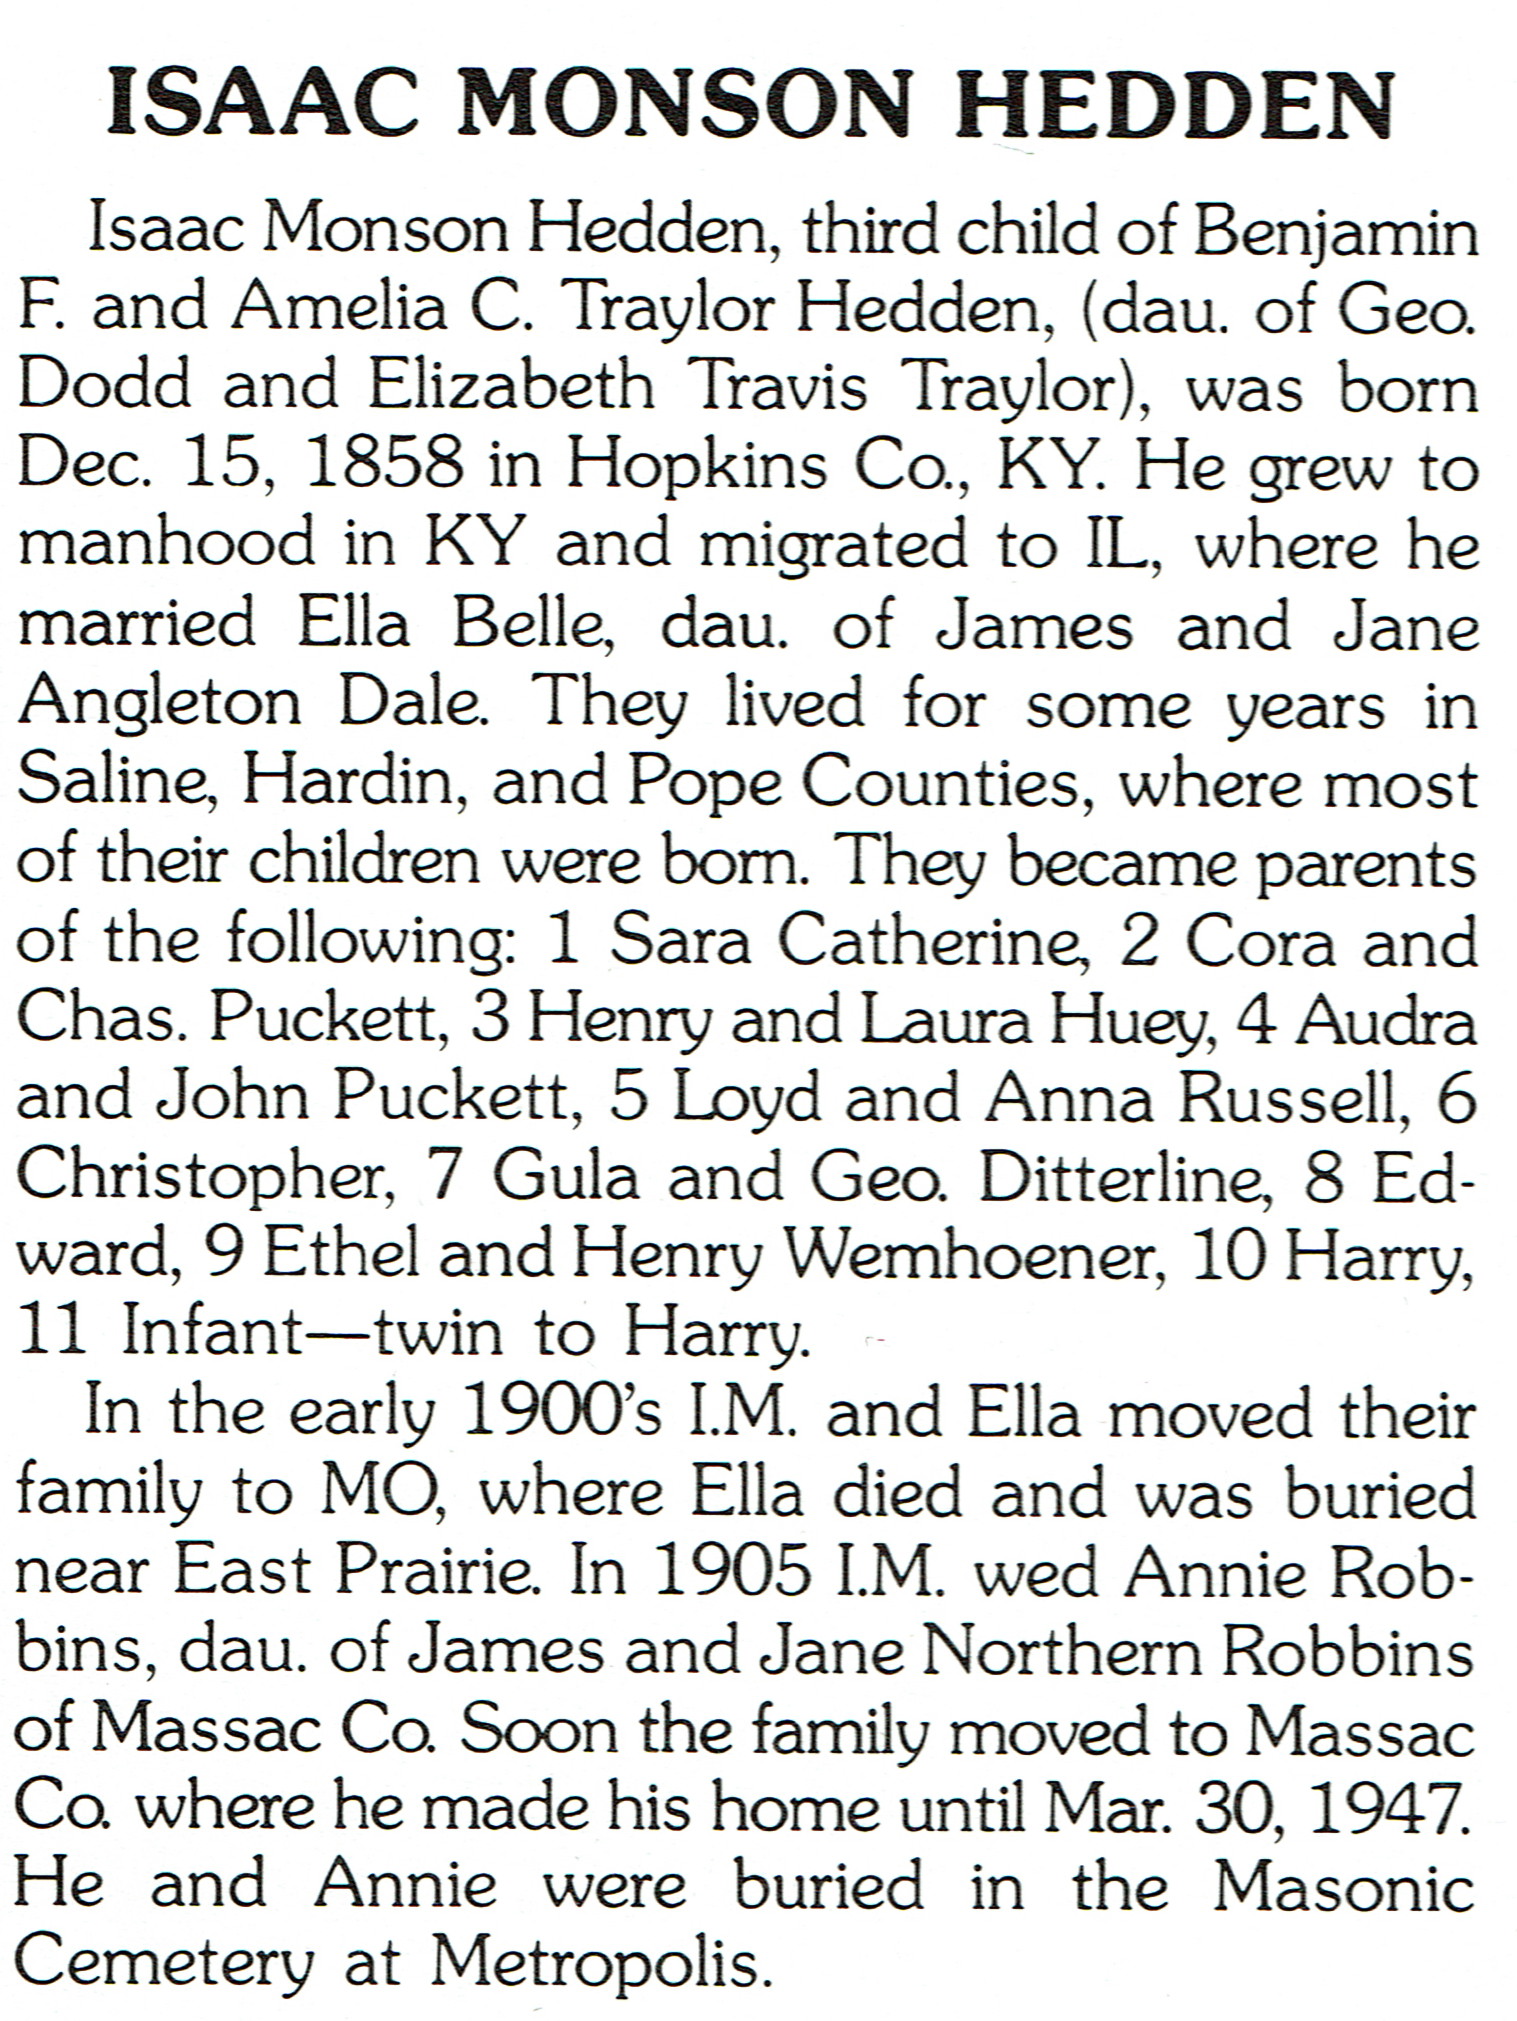 ISAAC MONSON HEDDEN
Isaac Monson Hedden, third child of Benjamin
F. and Amelia C. Traylor Hedden, (dau. of Geo.
Dodd and Elizabeth Travis Traylor), was born
Dec. 15, 1858 in Hopkins Co., KY. He grew to
manhood in KY and migrated to IL, where he
married Ella Belle, dau. of James and Jane
Angleton Dale. They lived for some years in
Saline, Hardin, and Pope Counties, where most
of their children were born. They became parents
of the following: 1 Sara Catherine, 2 Cora and
Chas. Puckett, 3 Henry and Laura Huey, 4 Audra
and John Puckett, 5 Loyd and Anna Russell, 6
Christopher, 7 Gula and Geo. Ditterline, 8 Ed-
ward, 9 Ethel and Henry Wemhoener, 10 Harry,
11 Infant—twin to Harry.
In the early 1900's I.M. and Ella moved their
family to MO, where Ella died and was buried
near East Prairie. In 1905 I.M. wed Annie Rob-
bins, dau. of James and Jane Northern Robbins
of Massac Co. Soon the family moved to Massac
Co. where he made his home until Mar. 30, 1947.
He and Annie were buried in the Masonic
Cemetery at Metropolis.